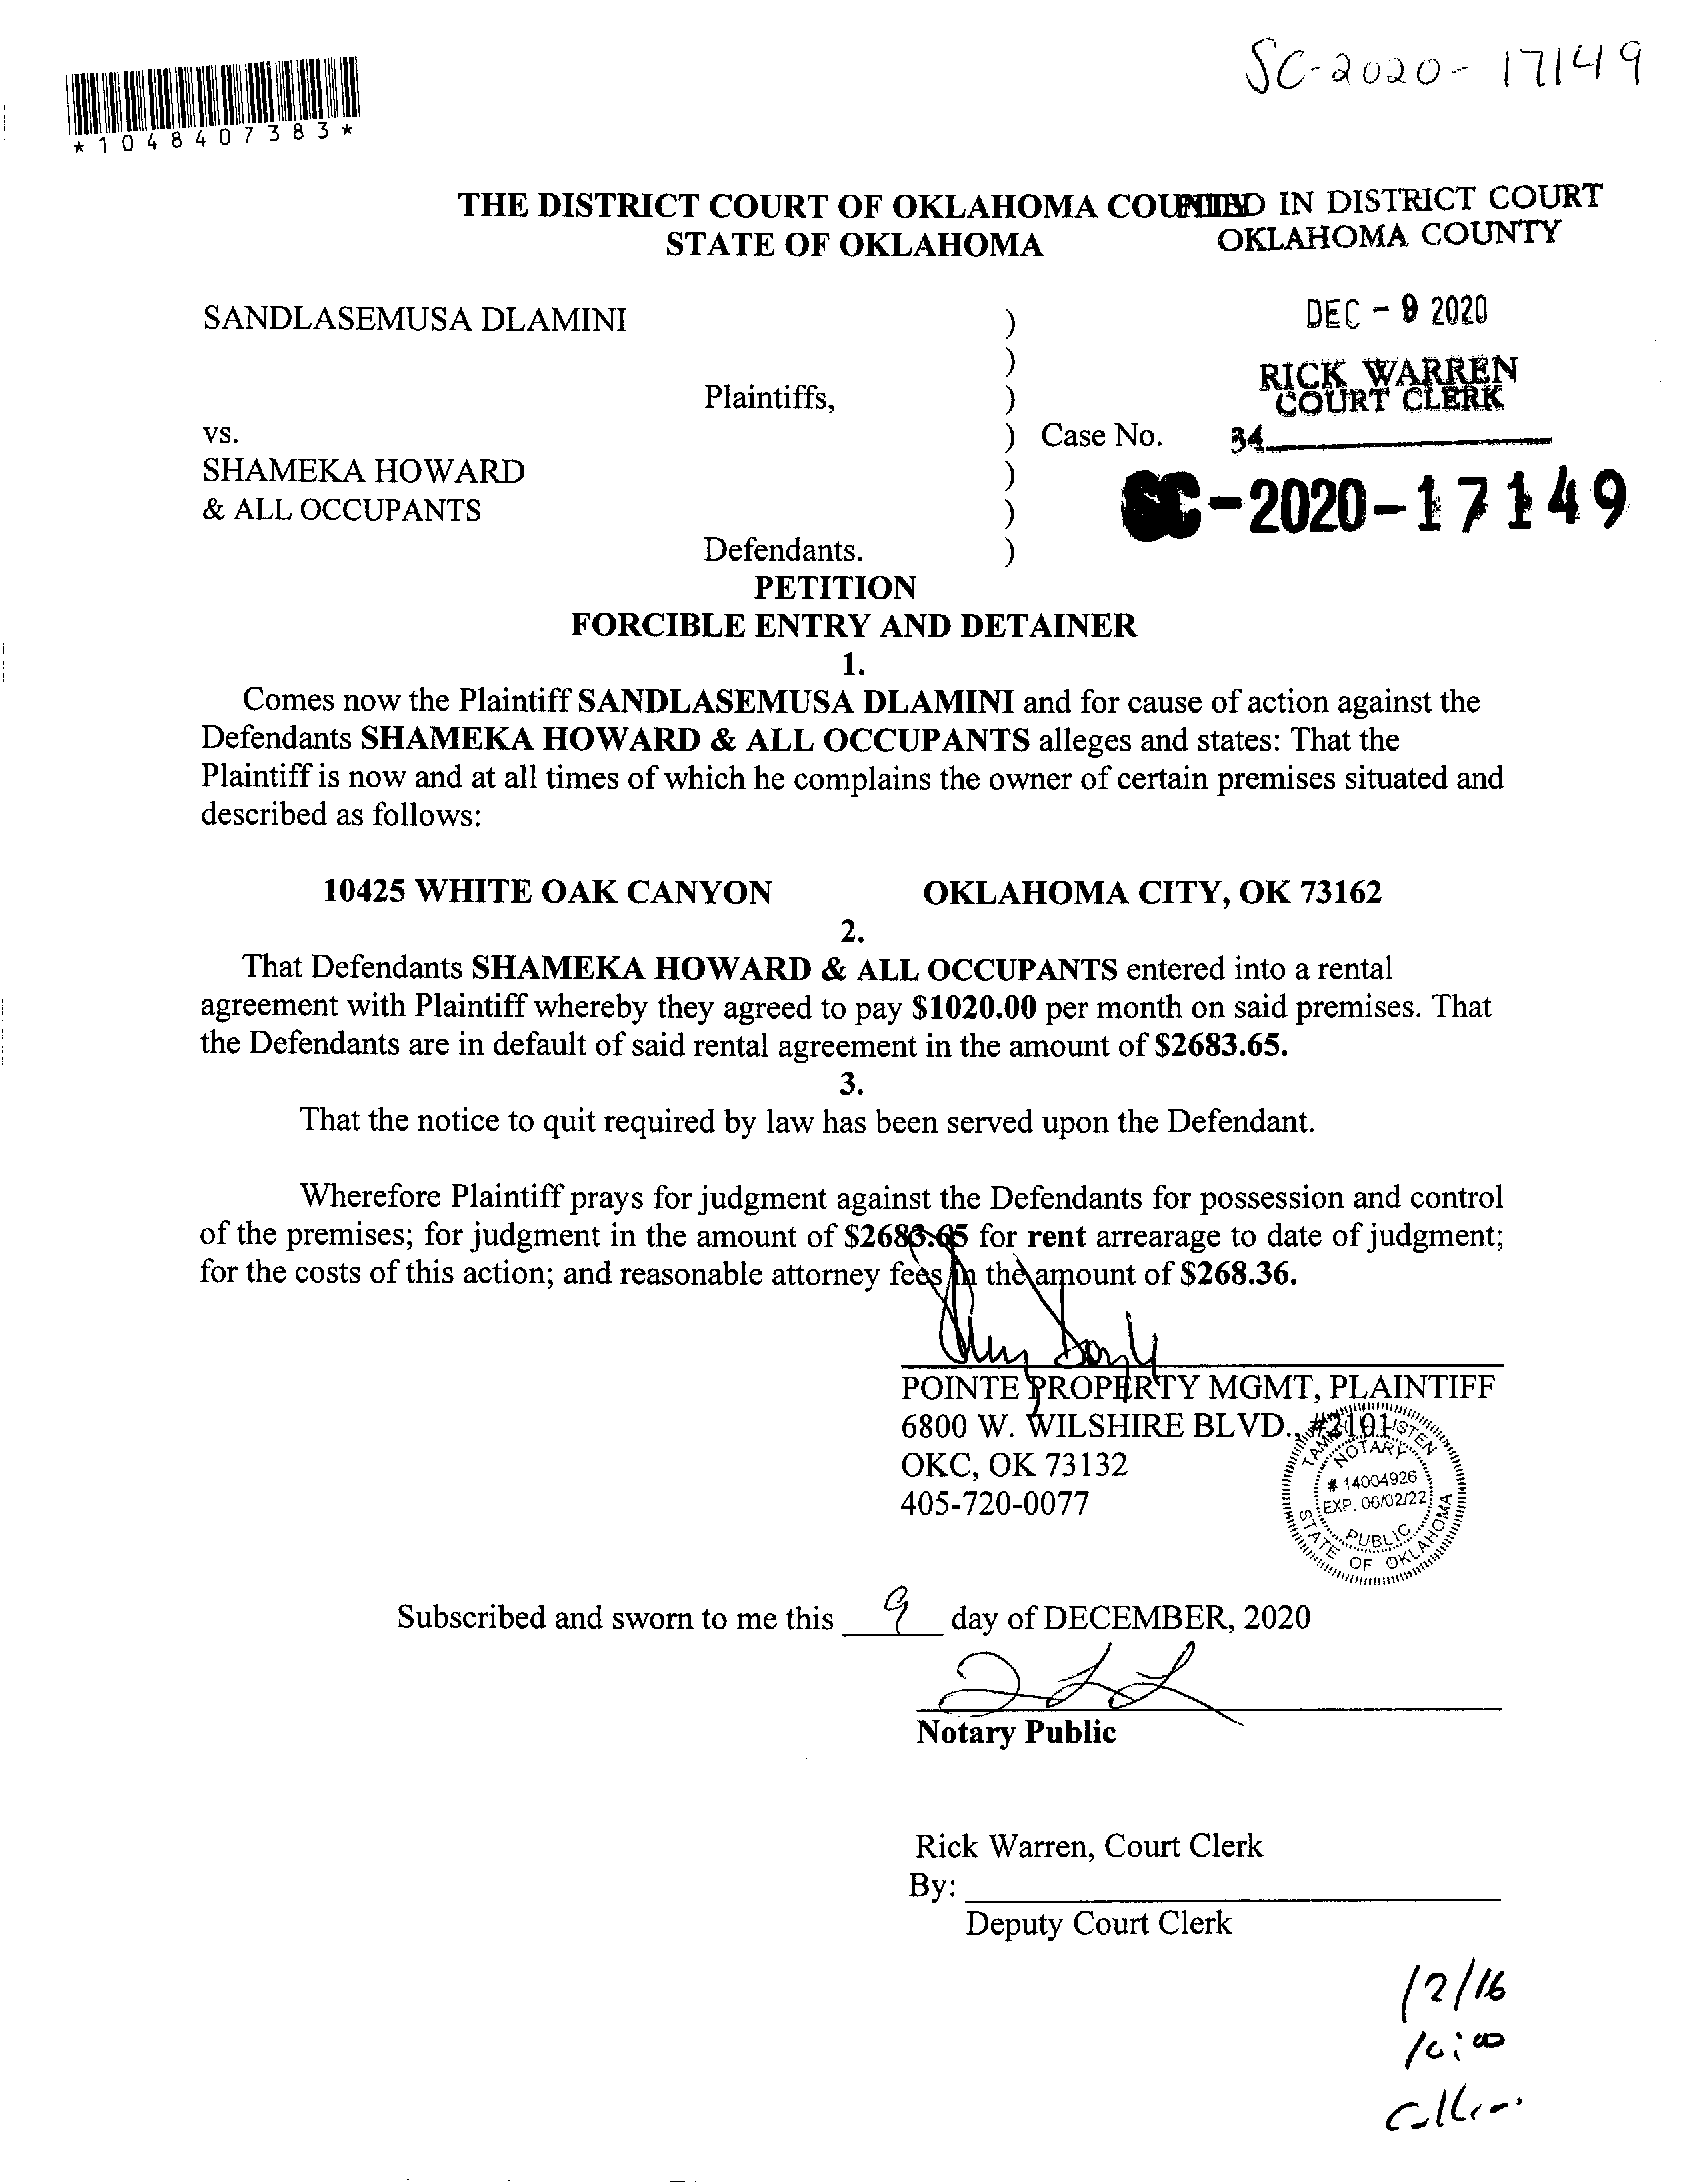 SC-2020-17149
*1048407383*
THE DISTRICT COURT OF OKLAHOMA
FILED IN DISTRICT COURT
STATE OF OKLAHOMA
OKLAHOMA COUNTY
SANDLASEMUSA DLAMINI )
DEC - 9 2020
)
Plaintiffs, )
RICK WARREN
COURT CLERK
vs. ) Case No.
34
SHAMEKA HOWARD )
& ALL OCCUPANTS )
SC-2020-17149
Defendants. )
PETITION
FORCIBLE ENTRY AND DETAINER
1.
Comes now the Plaintiff SANDLASEMUSA DLAMINI and for cause of action against the
Defendants SHAMEKA HOWARD & ALL OCCUPANTS alleges and states: That the
Plaintiff is now and at all times of which he complains the owner of certain premises situated and
described as follows:
10425 WHITE OAK CANYON OKLAHOMA CITY, OK 73162
2.
That Defendants SHAMEKA HOWARD & ALL OCCUPANTS entered into a rental
agreement with Plaintiff whereby they agreed to pay $1020.00 per month on said premises. That
the Defendants are in default of said rental agreement in the amount of $2683.65.
3.
That the notice to quit required by law has been served upon the Defendant.
Wherefore Plaintiff prays for judgment against the Defendants for possession and control
of the premises; for judgment in the amount of $2683.65 for rent arrearage to date of judgment;
for the costs of this action; and reasonable attorney fees in the amount of $268.36.
POINTE PROPERTY MGMT, PLAINTIFF
6800 W. WILSHIRE BLVD., #2101
OKC, OK 73132
405-720-0077
NOTARY
# 14004926
EXP. 06/02/22
PUBLIC
STATE OF OKLAHOMA
Subscribed and sworn to me this 9 day of DECEMBER, 2020
Notary Public
Rick Warren, Court Clerk
By:
Deputy Court Clerk
12/16
10:00